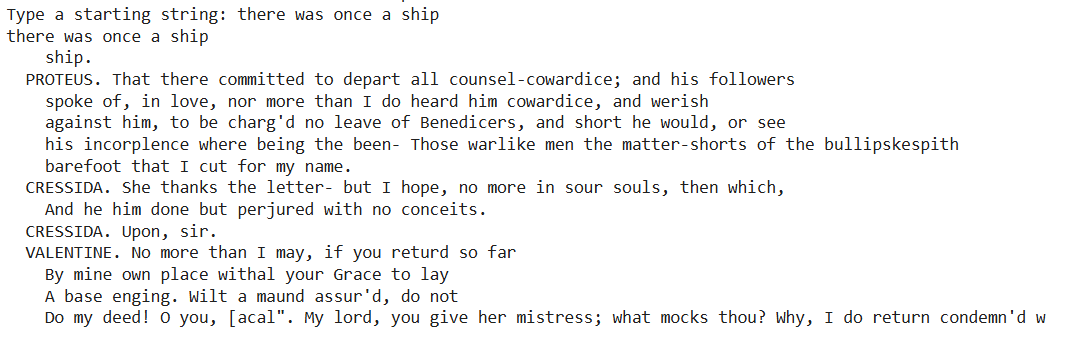 Type a starting string: there was once a ship
there was once a ship
ship.
PROTEUS. That there committed to depart all counsel-cowardice; and his followers
spoke of, in love, nor more than I do heard him cowardice, and werish
against him, to be charg'd no leave of Benedicers, and short he would, or see
his incorplence where being the been- Those warlike men the matter-shorts of the bullipskespith
barefoot that I cut for my name.
CRESSIDA. She thanks the letter- but I hope, no more in sour souls, then which,
And he him done but perjured with no conceits.
CRESSIDA. Upon, sir.
VALENTINE. No more than I may, if you returd so far
By mine own place withal your Grace to lay
A base enging. Wilt a maund assur'd, do not
Do my deed! O you, [acal". My lord, you give her mistress; what mocks thou? Why, I do return condemn'd w